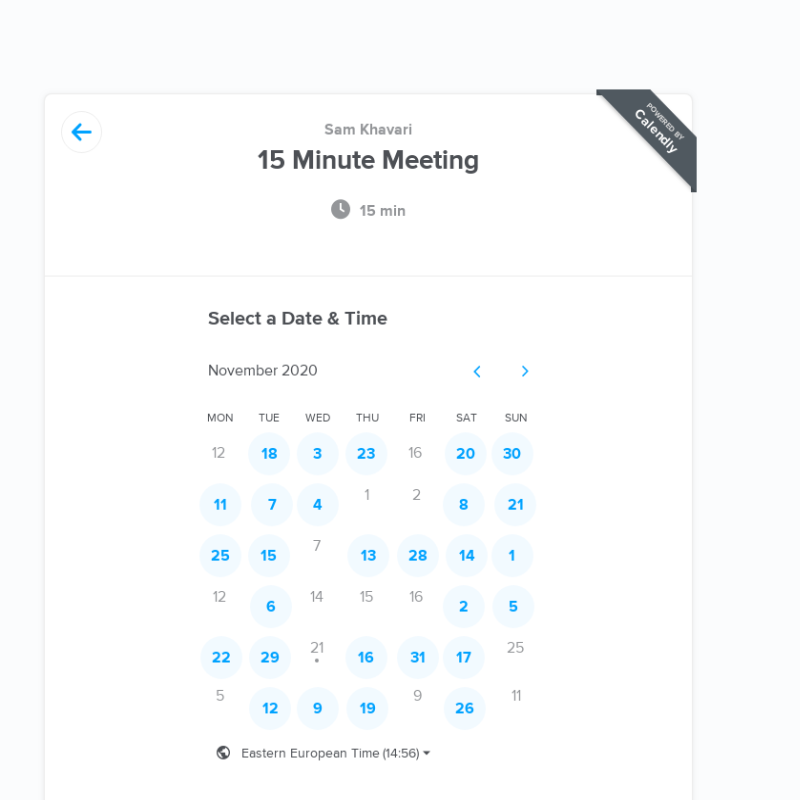 POWERED BY
Calendly
Sam Khavari
15 Minute Meeting
15 min
Select a Date & Time
November 2020
MON TUE WED THU FRI SAT SUN
12 18 3 23 16 20 30
11 7 4 1 2 8 21
25 15 7 13 28 14 1
12 6 14 15 16 2 5
22 29 21 16 31 17 25
5 12 9 19 9 26 11
Eastern European Time (14:56)